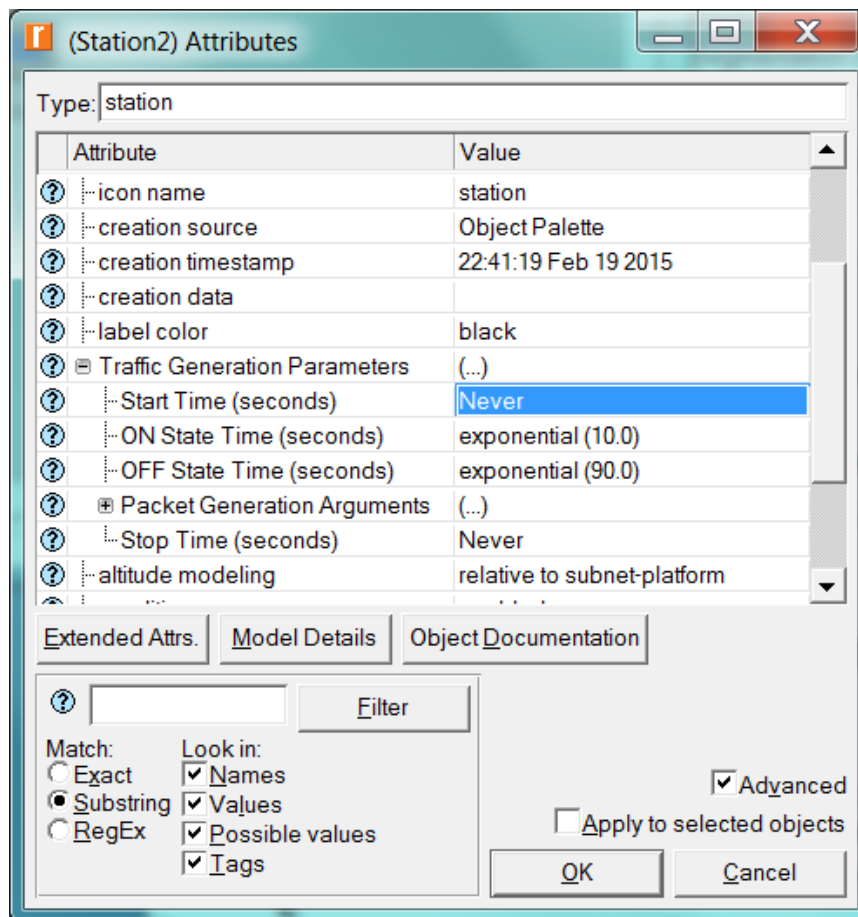 (Station2) Attributes
Type: station
Attribute Value
icon name station
creation source Object Palette
creation timestamp 22:41:19 Feb 19 2015
creation data
label color black
Traffic Generation Parameters (...)
Start Time (seconds) Never
ON State Time (seconds) exponential (10.0)
OFF State Time (seconds) exponential (90.0)
Packet Generation Arguments (...)
Stop Time (seconds) Never
altitude modeling relative to subnet-platform
Extended Attrs. Model Details Object Documentation
Filter
Match: Look in:
Exact Names
Substring Values
RegEx Possible values
Tags
Advanced
Apply to selected objects
OK Cancel